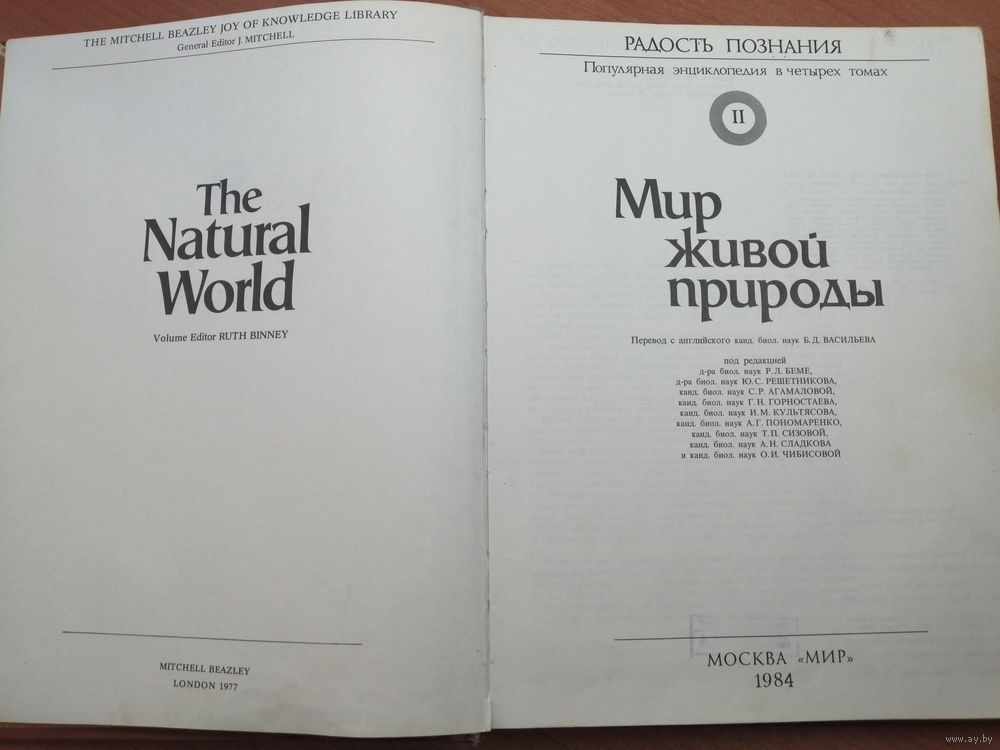 THE MITCHELL BEAZLEY JOY OF KNOWLEDGE LIBRARY
General Editor J. MITCHELL
The
Natural
World
Volume Editor RUTH BINNEY
MITCHELL BEAZLEY
LONDON 1977
РАДОСТЬ ПОЗНАНИЯ
Популярная энциклопедия в четырех томах
II
Мир
живой
природы
Перевод с английского канд. биол. наук Б.Д. ВАСИЛЬЕВА
под редакцией
д-ра биол. наук Р.Л. БЕМЕ,
д-ра биол. наук Ю.С. РЕШЕТНИКОВА,
канд. биол. наук С.Р. АГАМАЛОВОЙ,
канд. биол. наук Г.Н. ГОРНОСТАЕВА,
канд. биол. наук И.М. КУЛЬТЯСОВА,
канд. биол. наук А.Г. ПОНОМАРЕНКО,
канд. биол. наук Т.П. СИЗОВОЙ,
канд. биол. наук А.Н. СЛАДКОВА
и канд. биол. наук О.И. ЧИБИСОВОЙ
МОСКВА «МИР»
1984
www.ay.by